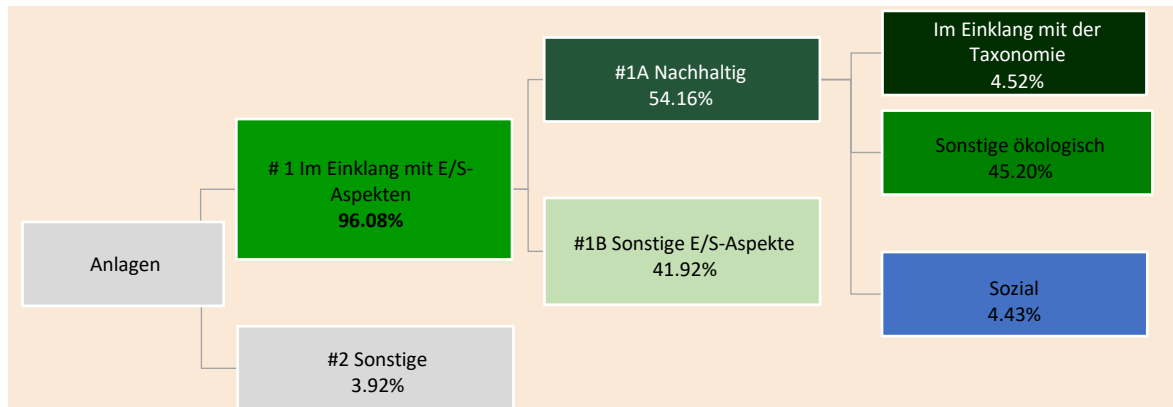 Anlagen
# 1 Im Einklang mit E/S-
Aspekten
96.08%
#2 Sonstige
3.92%
#1A Nachhaltig
54.16%
#1B Sonstige E/S-Aspekte
41.92%
Im Einklang mit der
Taxonomie
4.52%
Sonstige ökologisch
45.20%
Sozial
4.43%